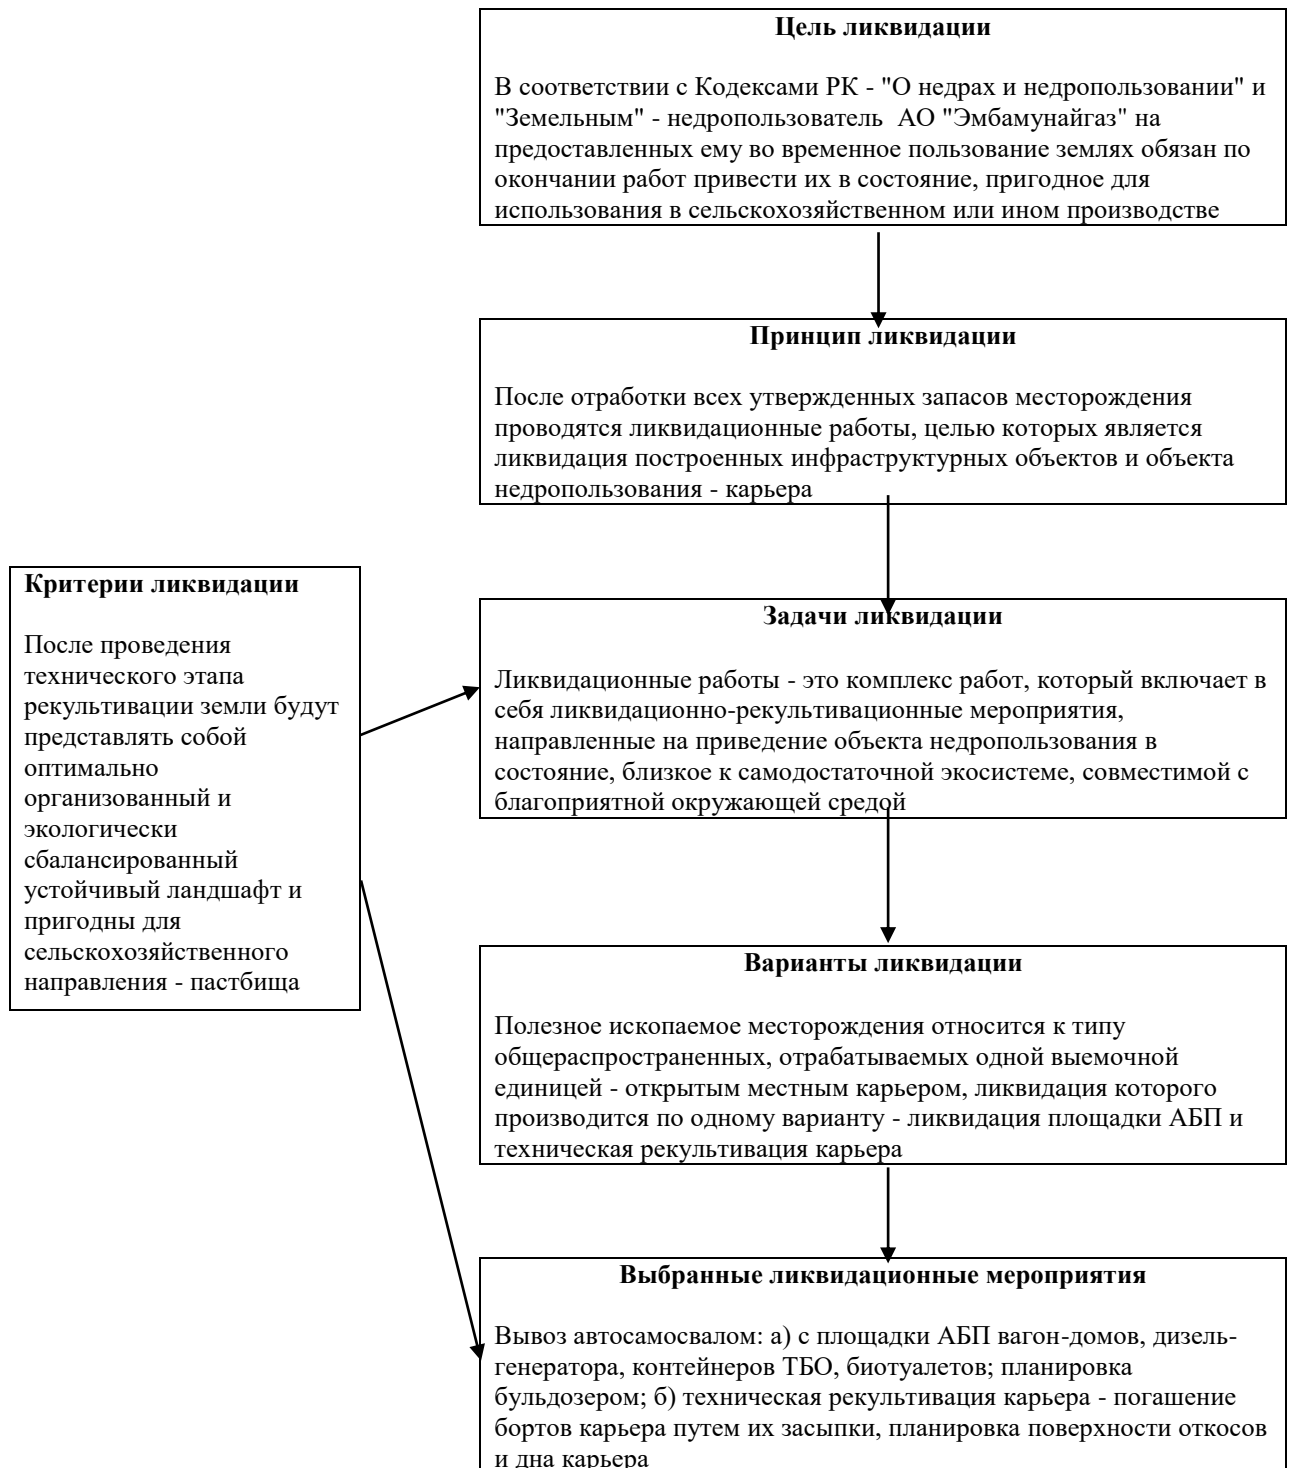 Цель ликвидации
В соответствии с Кодексами РК - "О недрах и недропользовании" и
"Земельным" - недропользователь АО "Эмбамунайгаз" на
предоставленных ему во временное пользование землях обязан по
окончании работ привести их в состояние, пригодное для
использования в сельскохозяйственном или ином производстве
Принцип ликвидации
После отработки всех утвержденных запасов месторождения
проводятся ликвидационные работы, целью которых является
ликвидация построенных инфраструктурных объектов и объекта
недропользования - карьера
Критерии ликвидации
После проведения
технического этапа
рекультивации земли будут
представлять собой
оптимально
организованный и
экологически
сбалансированный
устойчивый ландшафт и
пригодны для
сельскохозяйственного
направления - пастбища
Задачи ликвидации
Ликвидационные работы - это комплекс работ, который включает в
себя ликвидационно-рекультивационные мероприятия,
направленные на приведение объекта недропользования в
состояние, близкое к самодостаточной экосистеме, совместимой с
благоприятной окружающей средой
Варианты ликвидации
Полезное ископаемое месторождения относится к типу
общераспространенных, отрабатываемых одной выемочной
единицей - открытым местным карьером, ликвидация которого
производится по одному варианту - ликвидация площадки АБП и
техническая рекультивация карьера
Выбранные ликвидационные мероприятия
Вывоз автосамосвалом: а) с площадки АБП вагон-домов, дизель-
генератора, контейнеров ТБО, биотуалетов; планировка
бульдозером; б) техническая рекультивация карьера - погашение
бортов карьера путем их засыпки, планировка поверхности откосов
и дна карьера